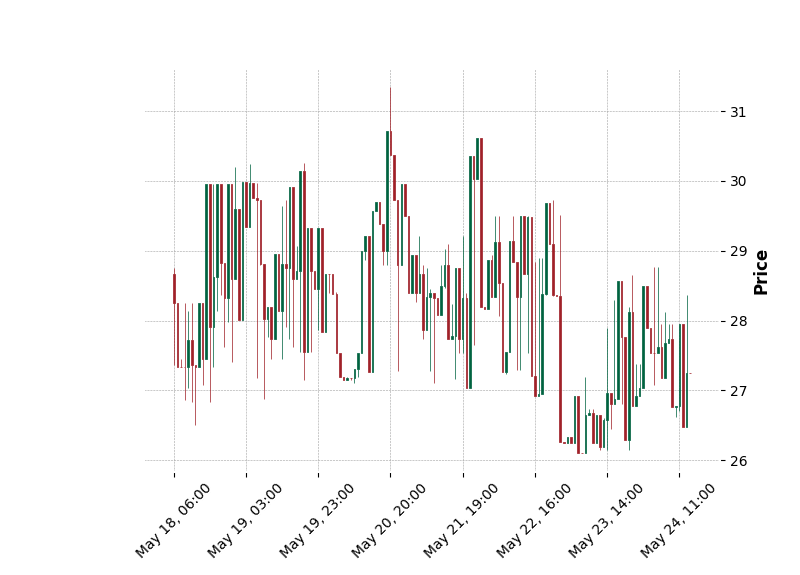 31
30
29
28
27
26
Price
May 18, 06:00
May 19, 03:00
May 19, 23:00
May 20, 20:00
May 21, 19:00
May 22, 16:00
May 23, 14:00
May 24, 11:00